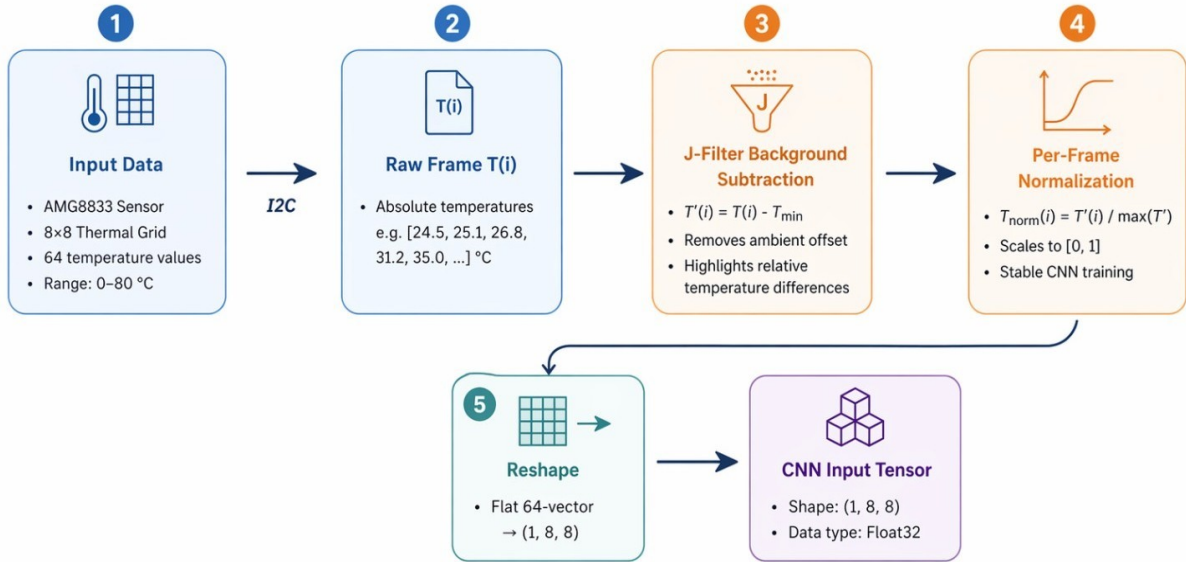 1
Input Data
• AMG8833 Sensor
• 8×8 Thermal Grid
• 64 temperature values
• Range: 0–80 °C
I2C
2
T(i)
Raw Frame T(i)
• Absolute temperatures
e.g. [24.5, 25.1, 26.8,
31.2, 35.0, ...] °C
3
J
J-Filter Background
Subtraction
• T′(i) = T(i) - Tmin
• Removes ambient offset
• Highlights relative
temperature differences
4
Per-Frame
Normalization
• Tnorm(i) = T′(i) / max(T′)
• Scales to [0, 1]
• Stable CNN training
5
Reshape
• Flat 64-vector
→ (1, 8, 8)
CNN Input Tensor
• Shape: (1, 8, 8)
• Data type: Float32